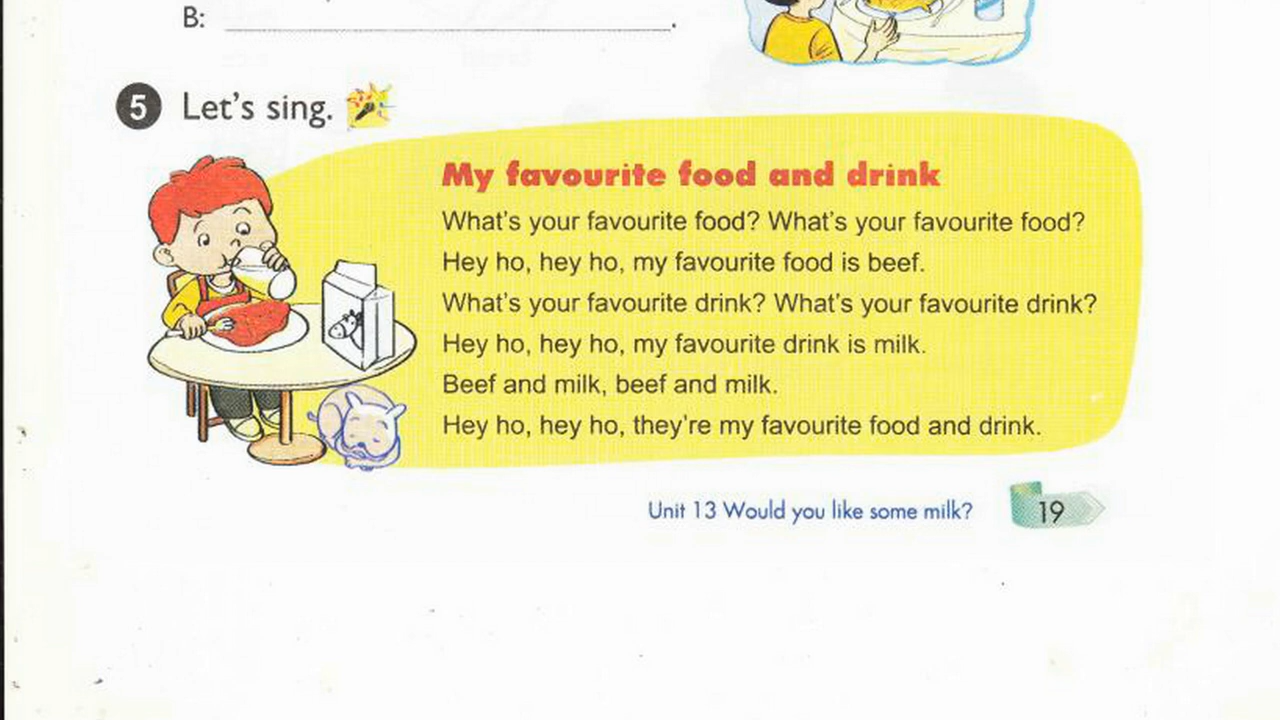 B: .
5 Let's sing.
My favourite food and drink
What's your favourite food? What's your favourite food?
Hey ho, hey ho, my favourite food is beef.
What's your favourite drink? What's your favourite drink?
Hey ho, hey ho, my favourite drink is milk.
Beef and milk, beef and milk.
Hey ho, hey ho, they're my favourite food and drink.
Unit 13 Would you like some milk? 19